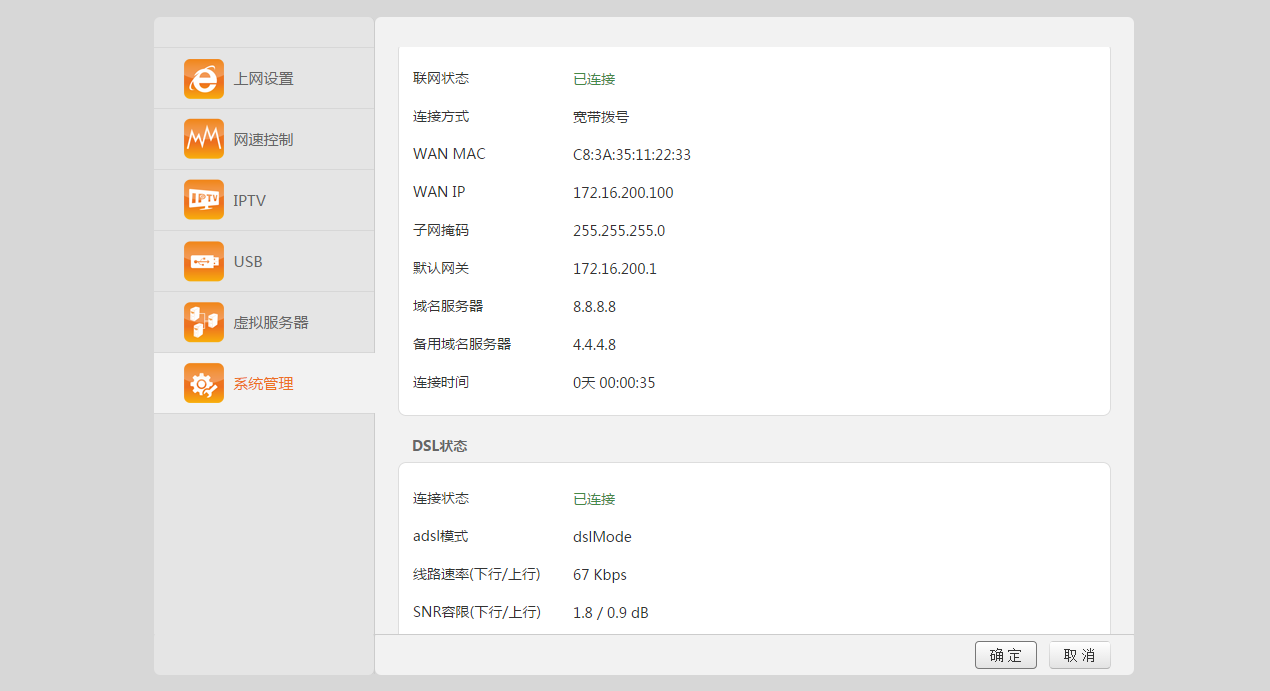 上网设置
网速控制
IPTV
USB
虚拟服务器
系统管理
联网状态 已连接
连接方式 宽带拨号
WAN MAC C8:3A:35:11:22:33
WAN IP 172.16.200.100
子网掩码 255.255.255.0
默认网关 172.16.200.1
域名服务器 8.8.8.8
备用域名服务器 4.4.4.8
连接时间 0天 00:00:35
DSL状态
连接状态 已连接
adsl模式 dslMode
线路速率(下行/上行) 67 Kbps
SNR容限(下行/上行) 1.8 / 0.9 dB
确 定 取 消